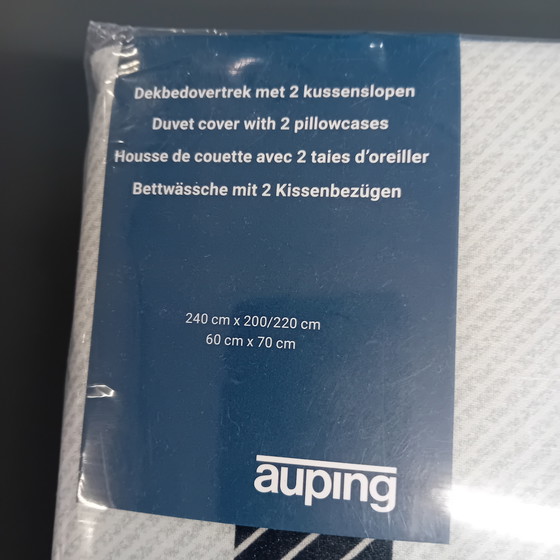 Dekbedovertrek met 2 kussenslopen
Duvet cover with 2 pillowcases
Housse de couette avec 2 taies d'oreiller
Bettwässche mit 2 Kissenbezügen
240 cm x 200/220 cm
60 cm x 70 cm
auping